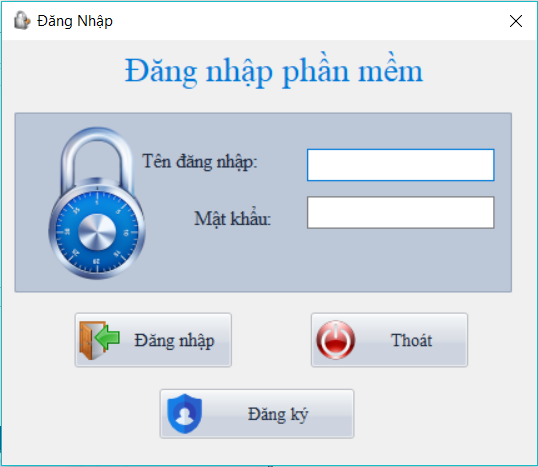 Đăng Nhập
Đăng nhập phần mềm
Tên đăng nhập:
Mật khẩu:
Đăng nhập
Thoát
Đăng ký